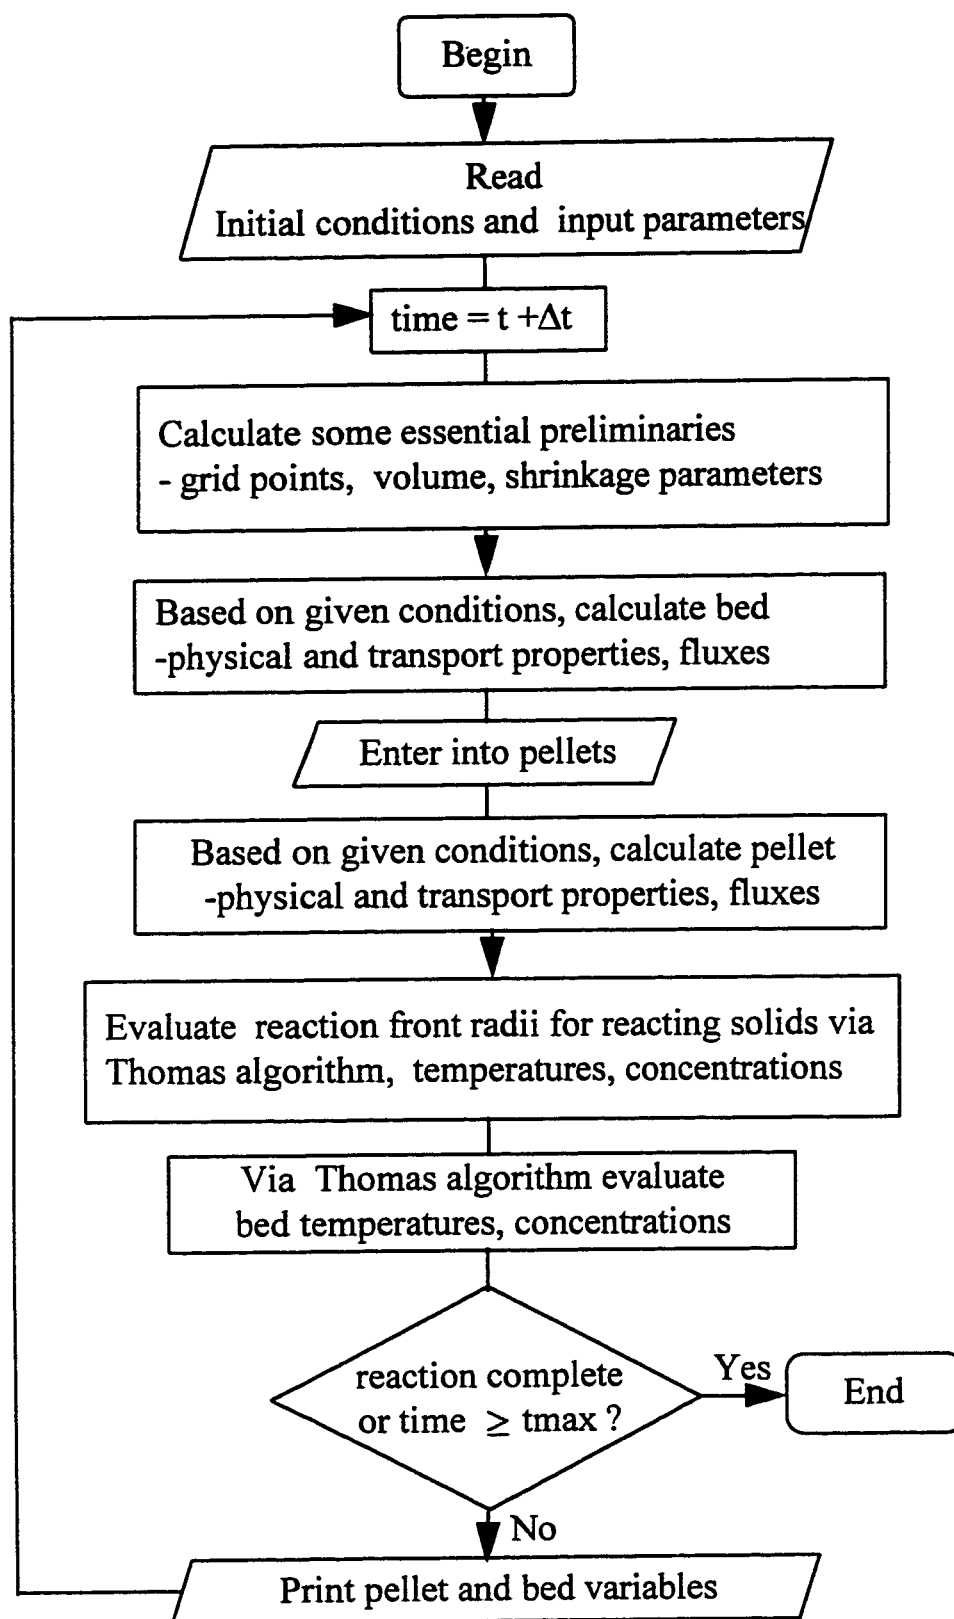 Begin
Read
Initial conditions and input parameters
time = t +Δt
Calculate some essential preliminaries
- grid points, volume, shrinkage parameters
Based on given conditions, calculate bed
-physical and transport properties, fluxes
Enter into pellets
Based on given conditions, calculate pellet
-physical and transport properties, fluxes
Evaluate reaction front radii for reacting solids via
Thomas algorithm, temperatures, concentrations
Via Thomas algorithm evaluate
bed temperatures, concentrations
reaction complete
or time ≥ tmax ?
Yes
End
No
Print pellet and bed variables